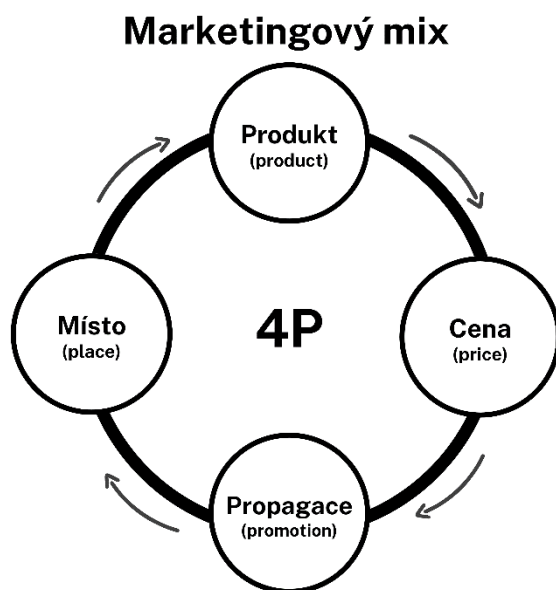 Marketingový mix
Produkt
(product)
Místo
(place)
4P
Cena
(price)
Propagace
(promotion)